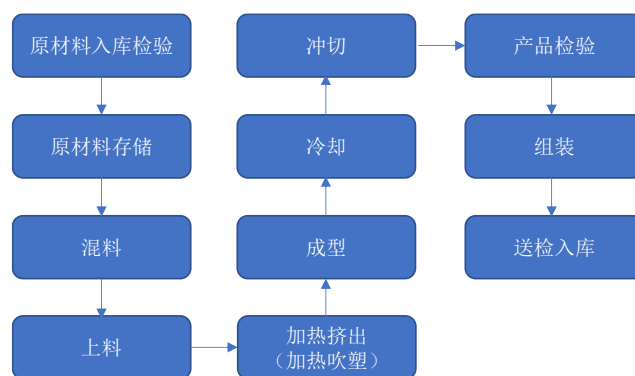 原材料入库检验
原材料存储
混料
上料
加热挤出
（加热吹塑）
成型
冷却
冲切
产品检验
组装
送检入库